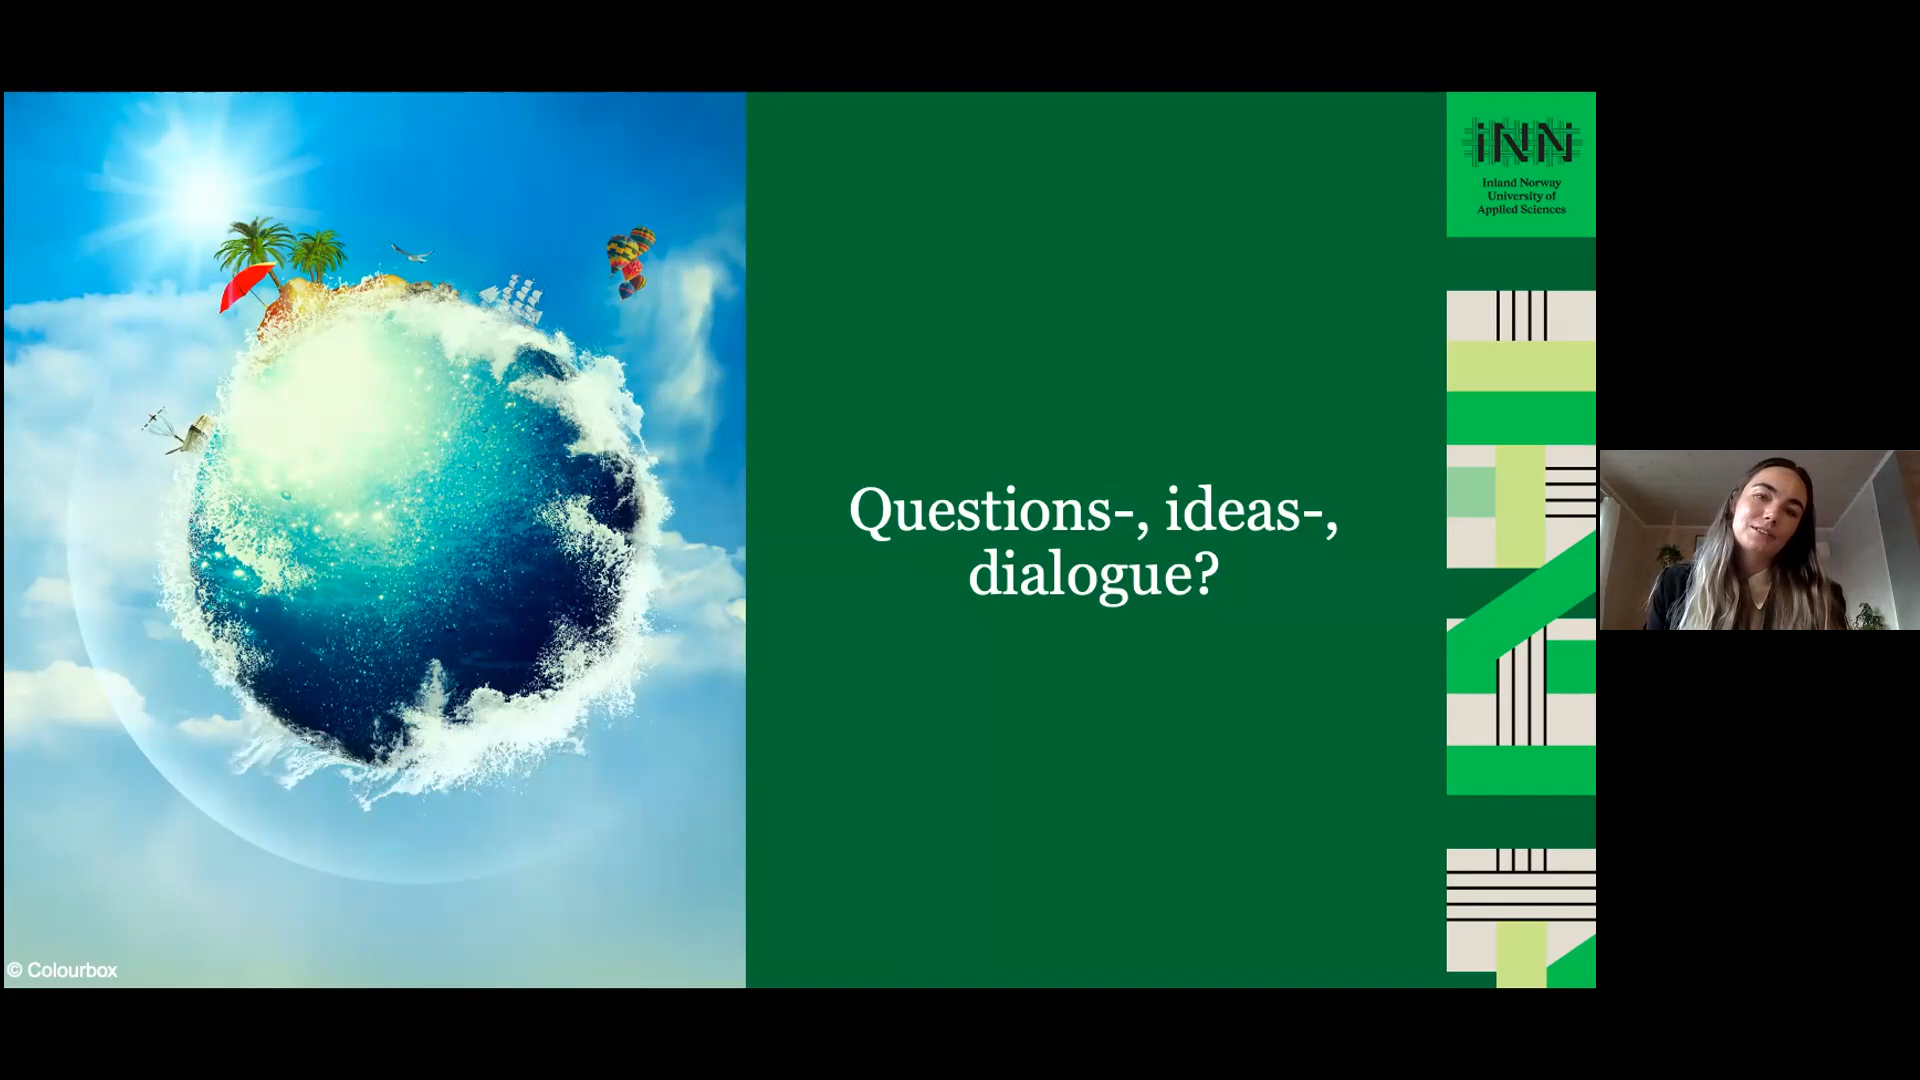 iNN
Inland Norway
University of
Applied Sciences
Questions-, ideas-,
dialogue?
© Colourbox